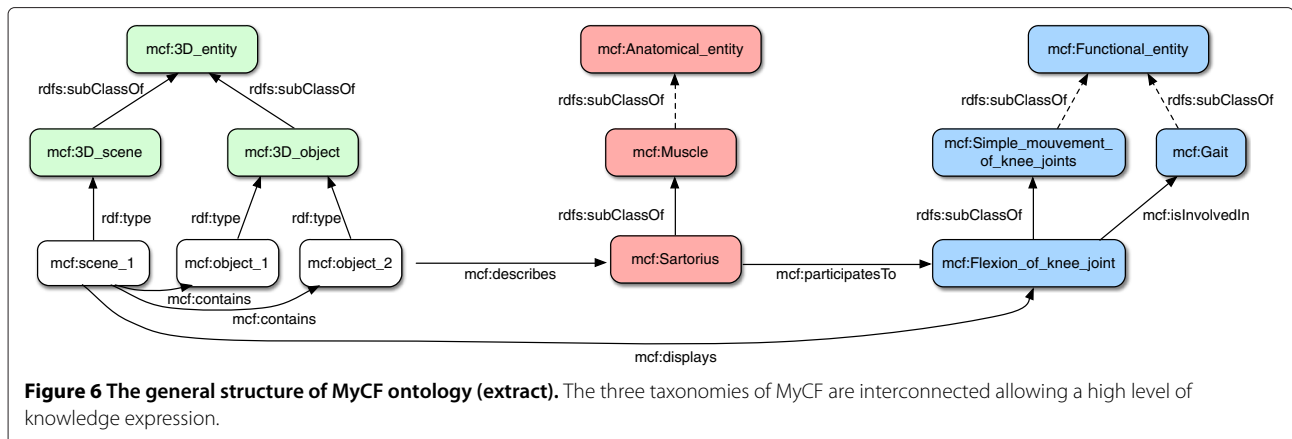 mcf:3D_entity
mcf:Anatomical_entity
mcf:Functional_entity
rdfs:subClassOf
rdfs:subClassOf
rdfs:subClassOf
rdfs:subClassOf
rdfs:subClassOf
mcf:3D_scene
mcf:3D_object
mcf:Muscle
mcf:Simple_mouvement_
of_knee_joints
mcf:Gait
rdf:type
rdf:type
rdf:type
rdfs:subClassOf
rdfs:subClassOf
mcf:isInvolvedIn
mcf:scene_1
mcf:object_1
mcf:object_2
mcf:describes
mcf:Sartorius
mcf:participatesTo
mcf:Flexion_of_knee_joint
mcf:contains
mcf:contains
mcf:displays
Figure 6 The general structure of MyCF ontology (extract). The three taxonomies of MyCF are interconnected allowing a high level of
knowledge expression.